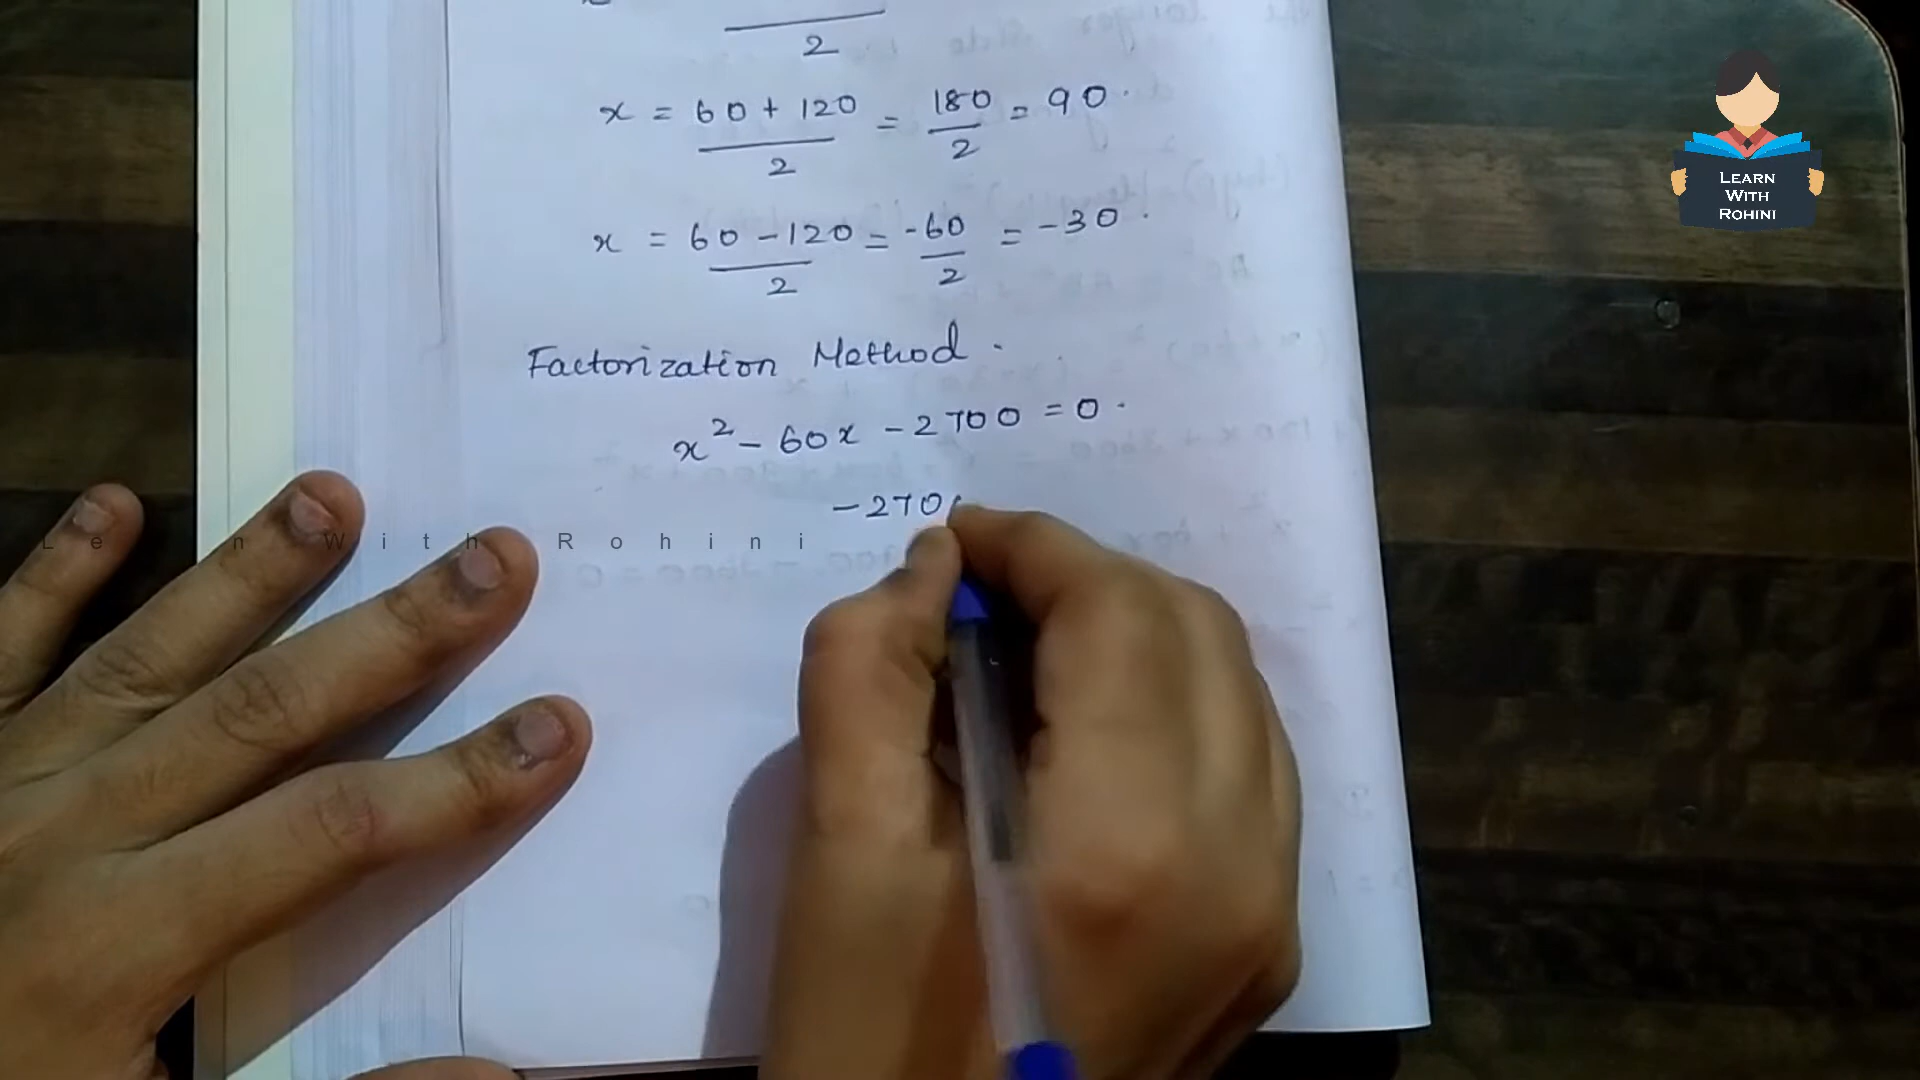 2
x = 60 + 120 / 2 = 180 / 2 = 90.
x = 60 - 120 / 2 = -60 / 2 = -30.
Factorization Method.
x² - 60x - 2700 = 0.
-270
Le n With Rohini
LEARN
WITH
ROHINI